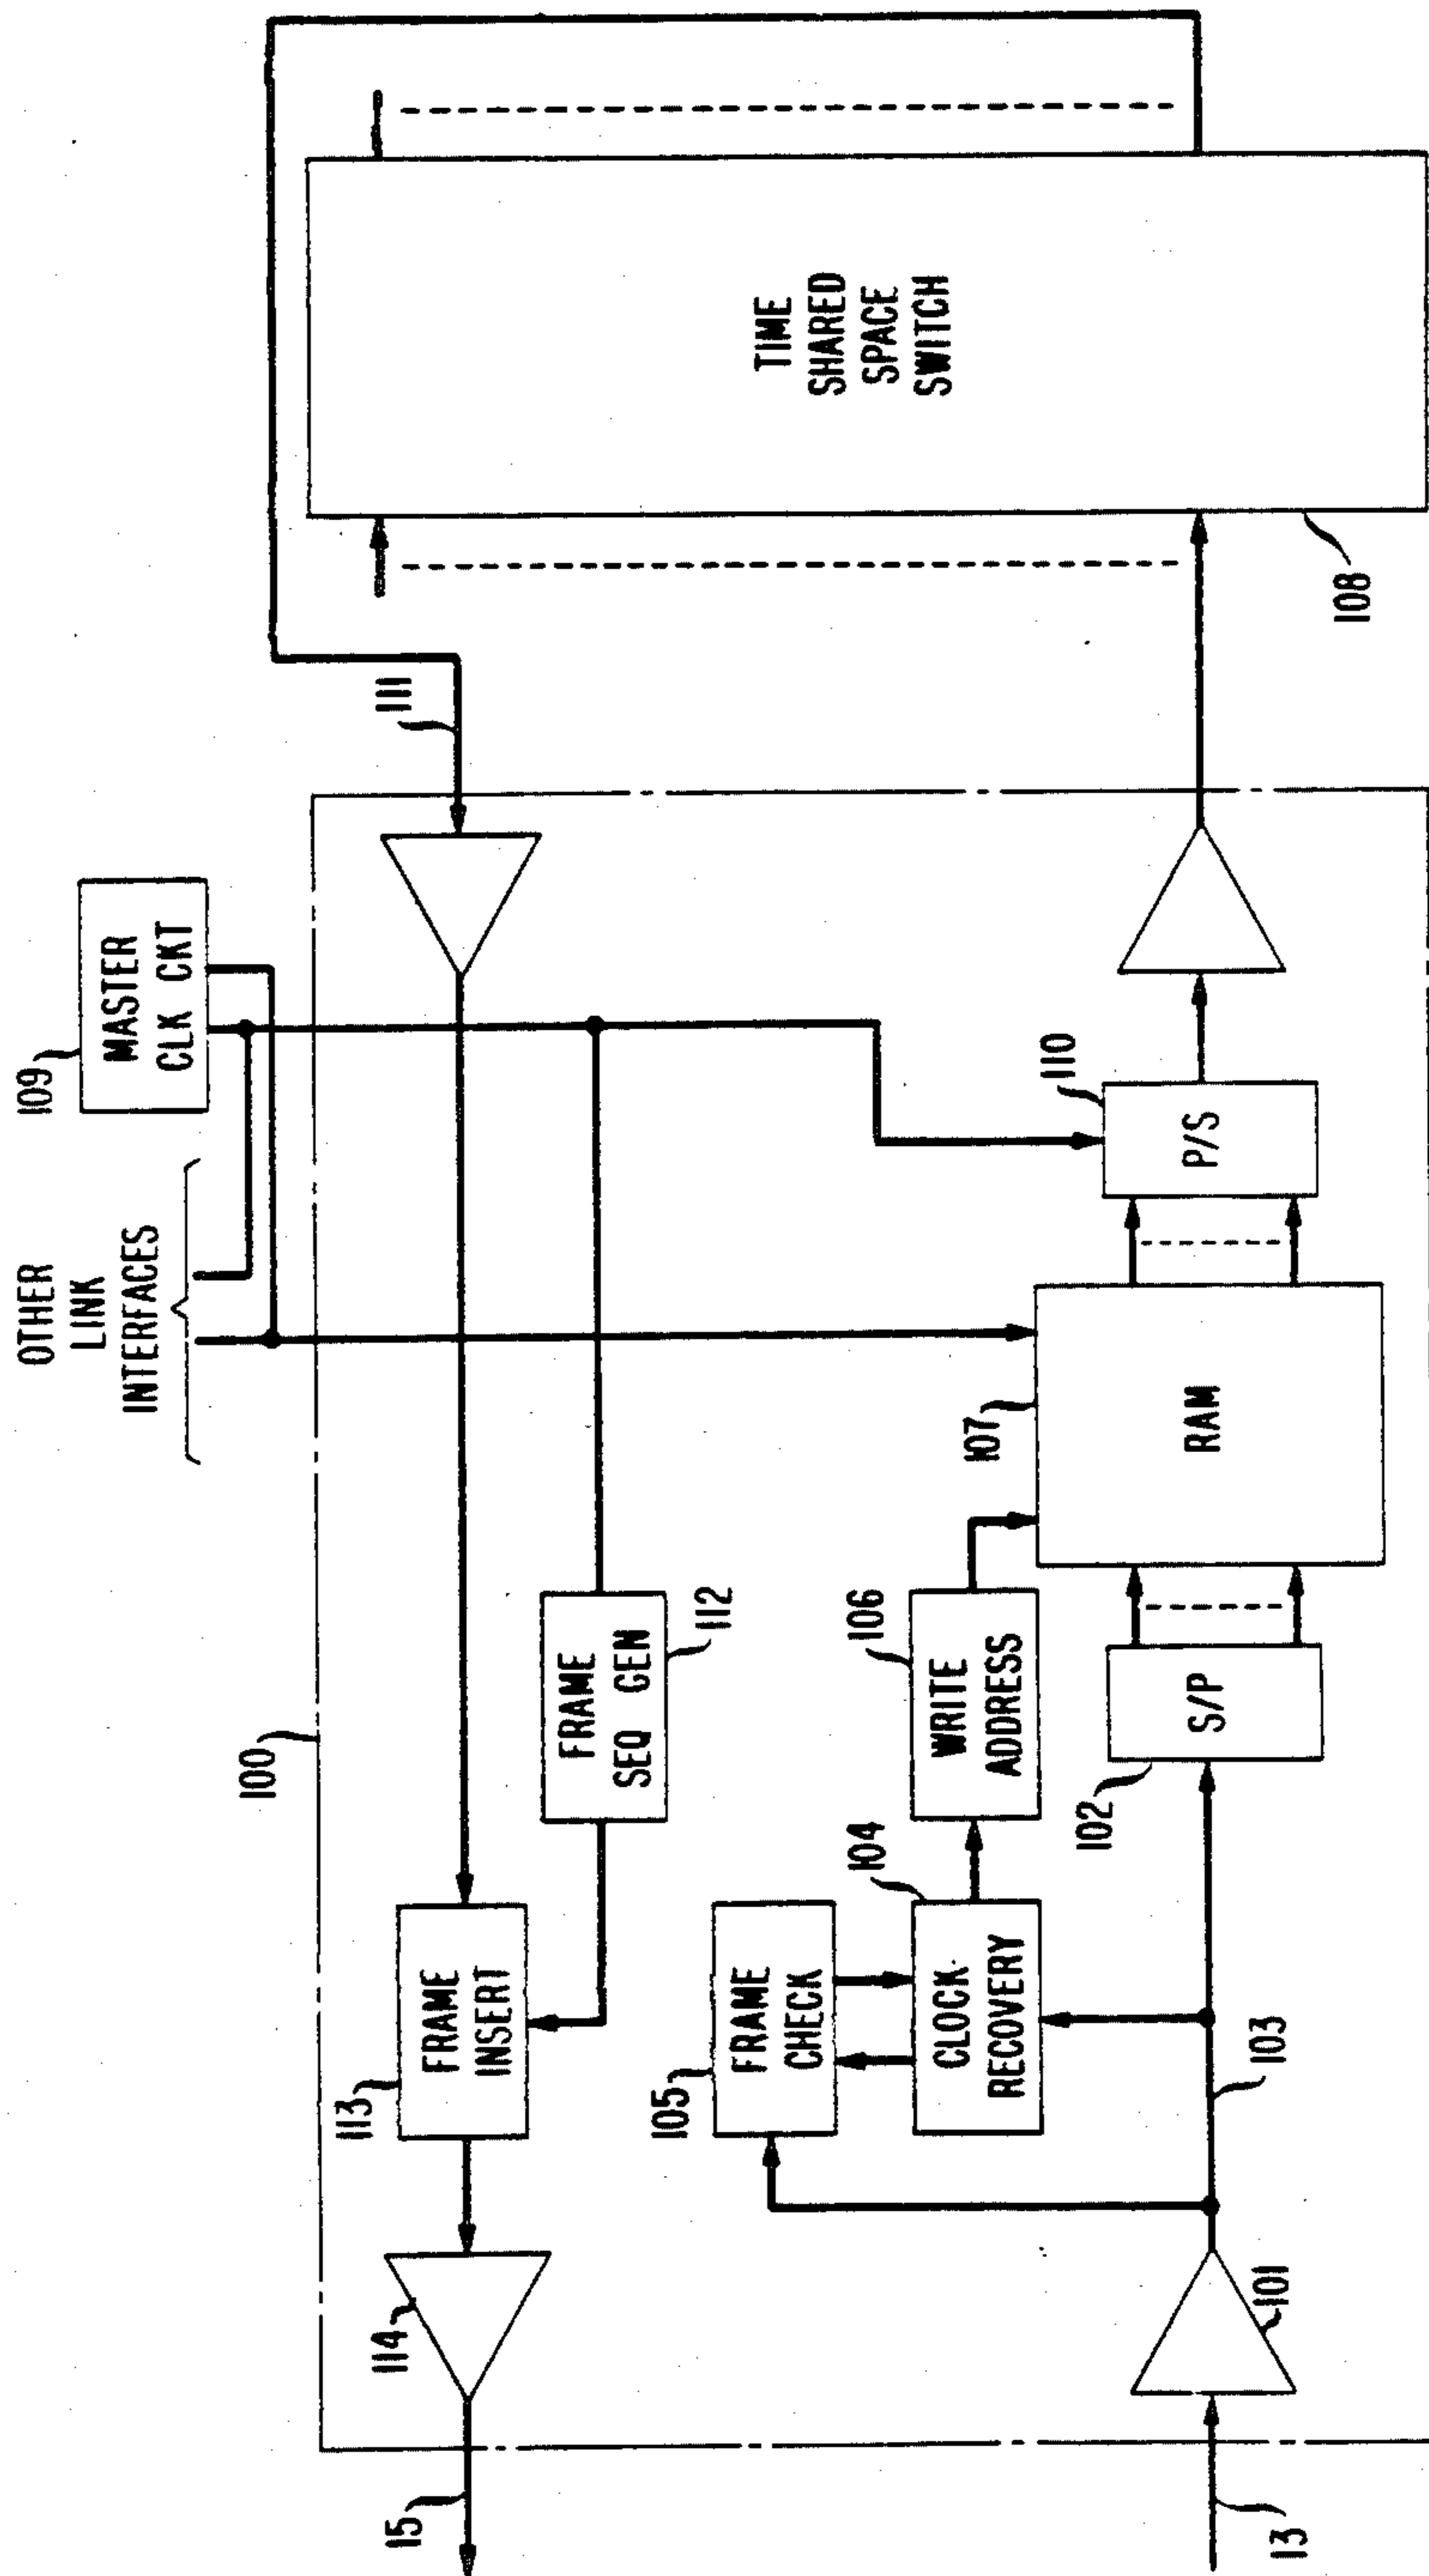 OTHER
LINK
INTERFACES
109
MASTER
CLK CKT
111
100
113
FRAME
INSERT
114
15
FRAME
SEQ GEN
112
105
FRAME
CHECK
104
CLOCK
RECOVERY
106
WRITE
ADDRESS
107
RAM
110
P/S
102
S/P
103
101
13
TIME
SHARED
SPACE
SWITCH
108